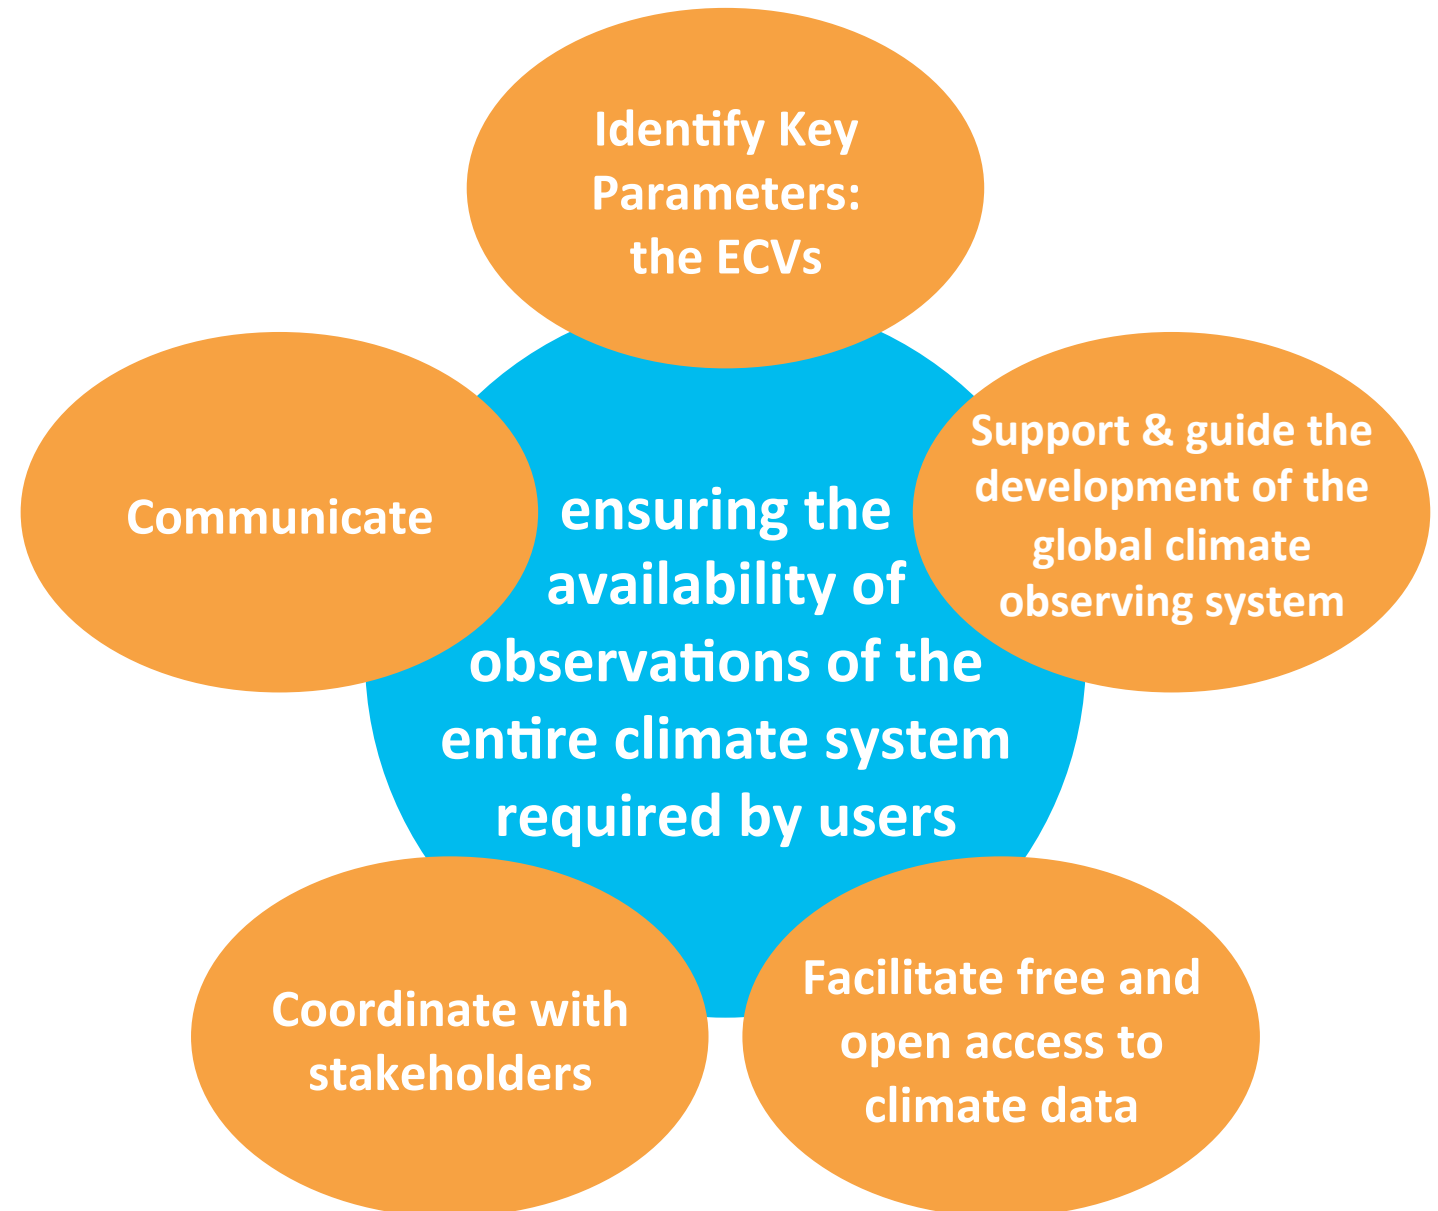 Identify Key
Parameters:
the ECVs
Support & guide the
development of the
global climate
observing system
Communicate
ensuring the
availability of
observations of the
entire climate system
required by users
Coordinate with
stakeholders
Facilitate free and
open access to
climate data